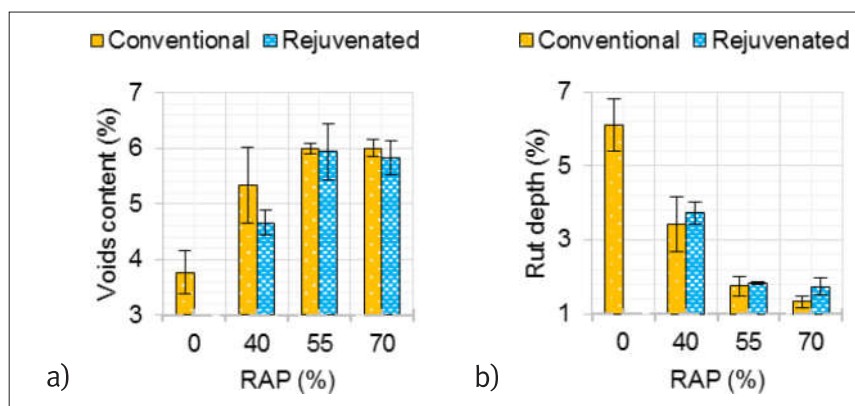 Conventional Rejuvenated
Voids content (%)
7
6
5
4
3
0 40 55 70
RAP (%)
a)
Conventional Rejuvenated
Rut depth (%)
7
5
3
1
0 40 55 70
RAP (%)
b)